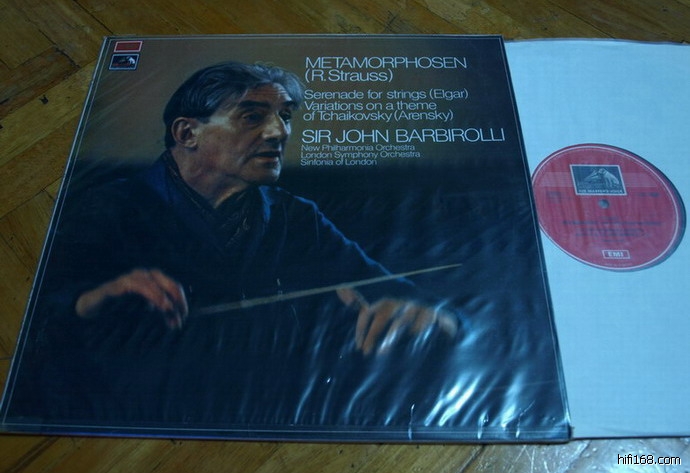 METAMORPHOSEN
(R.Strauss)
Serenade for strings (Elgar)
Variations on a theme
of Tchaikovsky (Arensky)
SIR JOHN BARBIROLLI
New Philharmonia Orchestra
London Symphony Orchestra
Sinfonia of London
EMI
hifi168.com